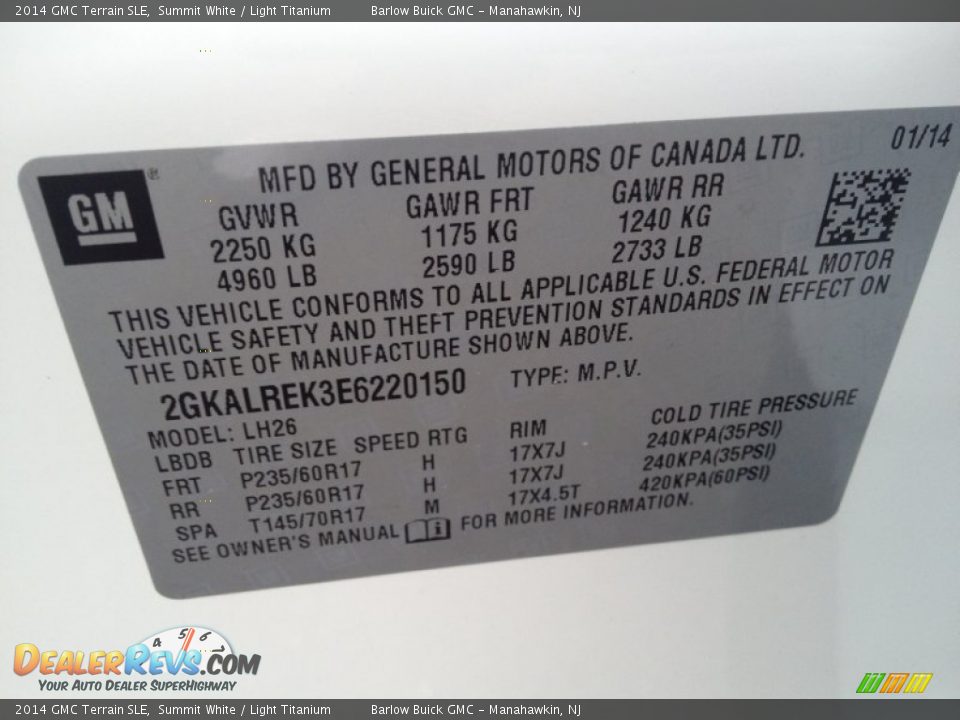 2014 GMC Terrain SLE, Summit White / Light Titanium Barlow Buick GMC - Manahawkin, NJ
01/14
GM ®
MFD BY GENERAL MOTORS OF CANADA LTD.
GVWR GAWR FRT GAWR RR
2250 KG 1175 KG 1240 KG
4960 LB 2590 LB 2733 LB
THIS VEHICLE CONFORMS TO ALL APPLICABLE U.S. FEDERAL MOTOR
VEHICLE SAFETY AND THEFT PREVENTION STANDARDS IN EFFECT ON
THE DATE OF MANUFACTURE SHOWN ABOVE.
2GKALREK3E6220150 TYPE: M.P.V.
MODEL: LH26
LBDB TIRE SIZE SPEED RTG RIM COLD TIRE PRESSURE
FRT P235/60R17 H 17X7J 240KPA(35PSI)
RR P235/60R17 H 17X7J 240KPA(35PSI)
SPA T145/70R17 M 17X4.5T 420KPA(60PSI)
SEE OWNER'S MANUAL i FOR MORE INFORMATION.
4 5 6
DEALERREVS.COM
YOUR AUTO DEALER SUPERHIGHWAY
2014 GMC Terrain SLE, Summit White / Light Titanium Barlow Buick GMC - Manahawkin, NJ